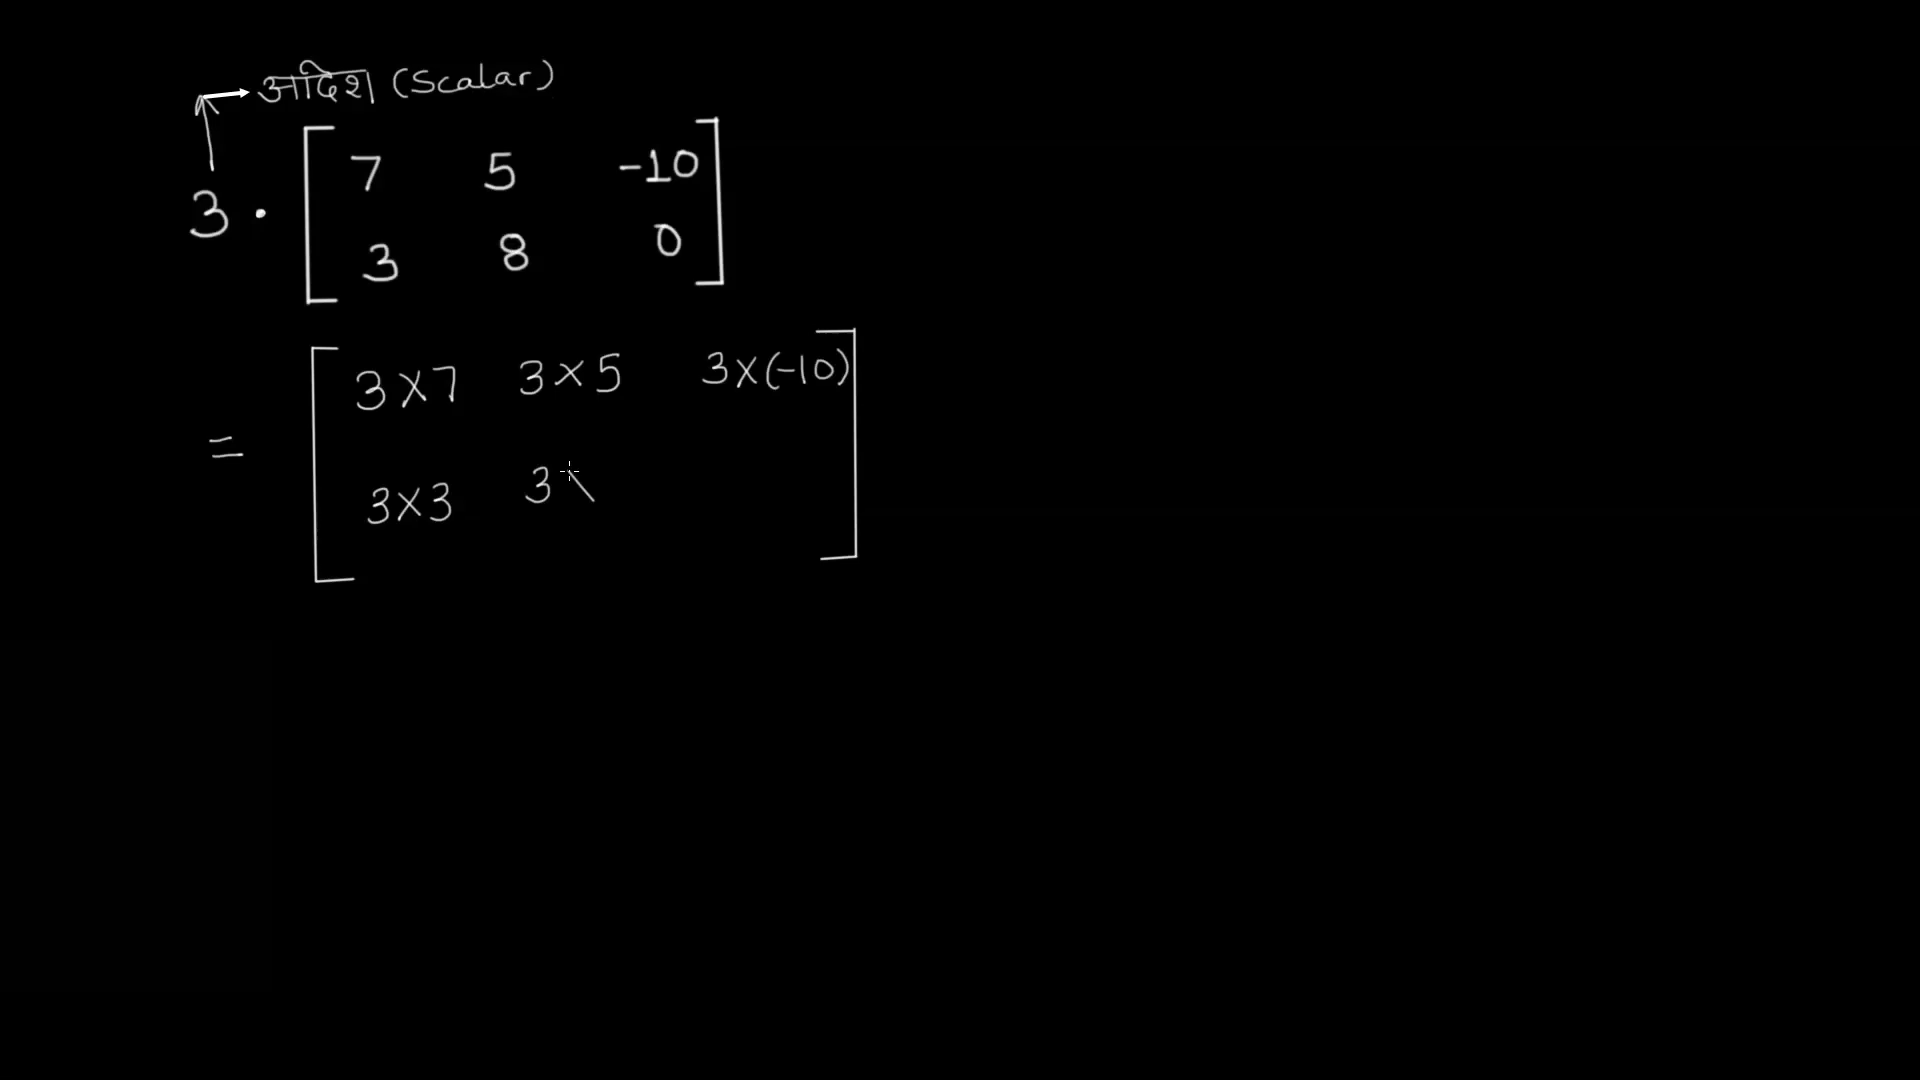 आदिश (Scalar)
3 · [ 7 5 -10
3 8 0 ]
= [ 3×7 3×5 3×(-10)
3×3 3 \ ]